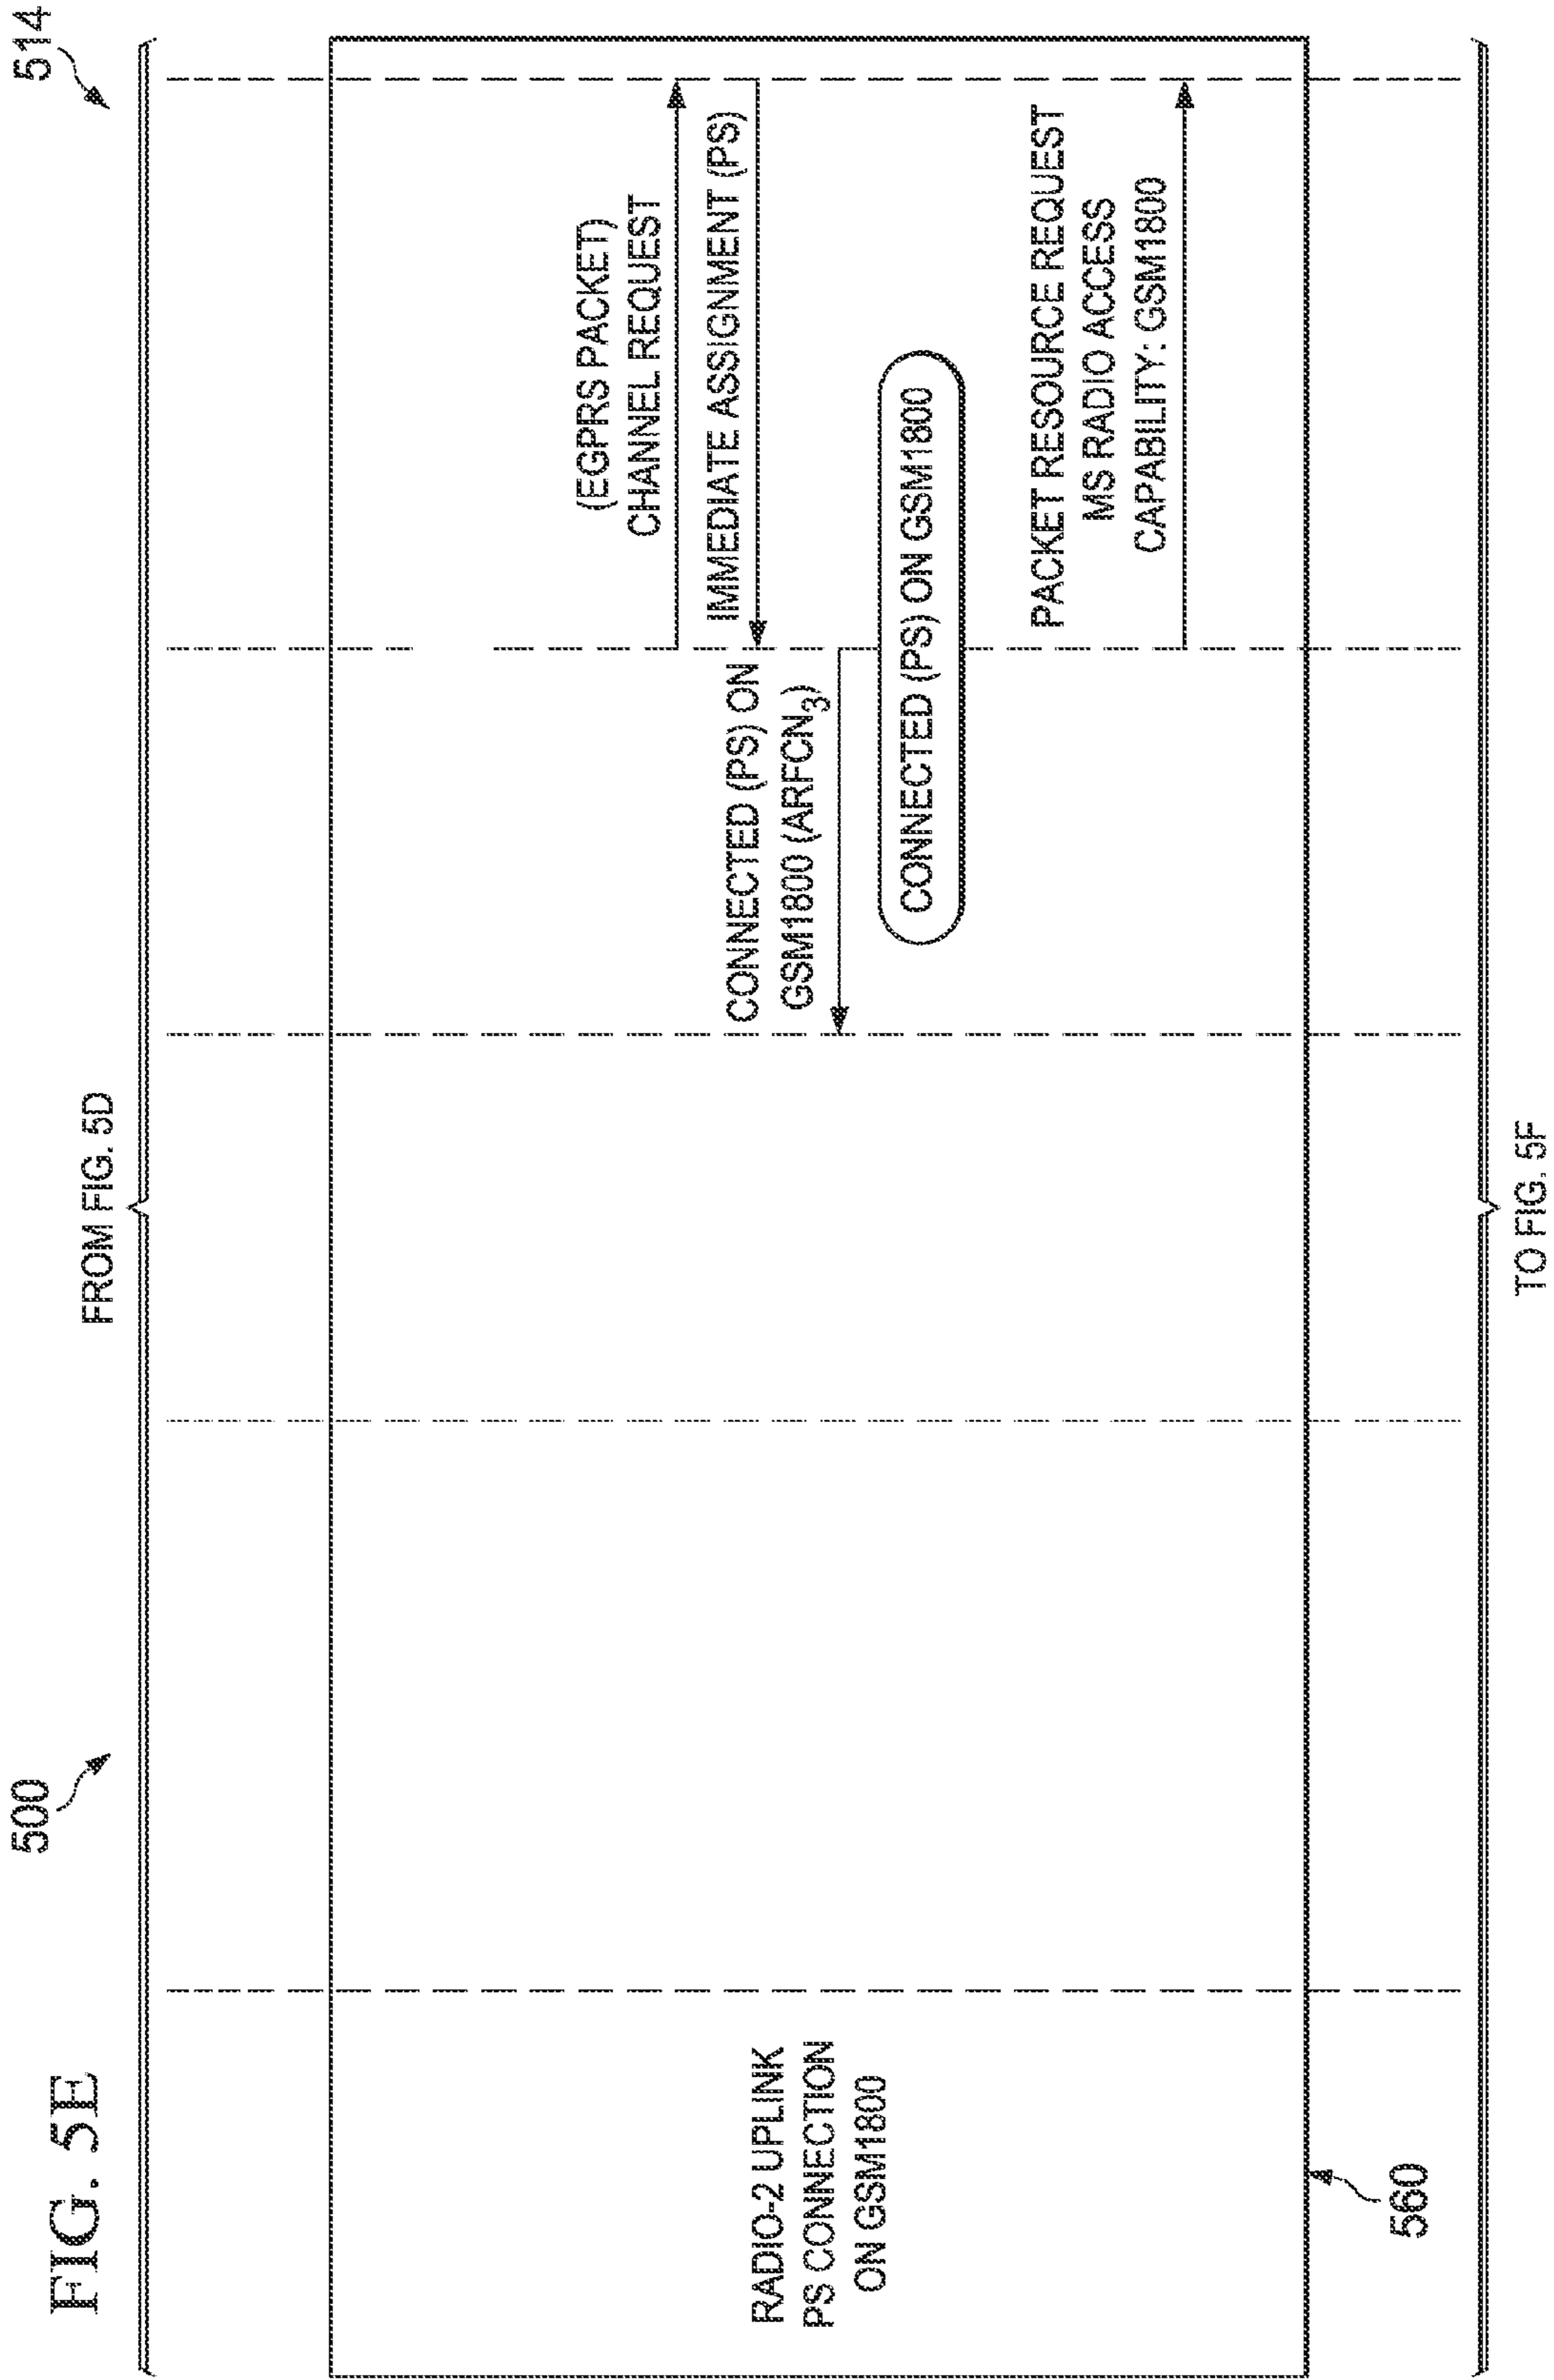 FIG. 5E
500
514
FROM FIG. 5D
RADIO-2 UPLINK
PS CONNECTION
ON GSM1800
(EGPRS PACKET)
CHANNEL REQUEST
IMMEDIATE ASSIGNMENT (PS)
CONNECTED (PS) ON
GSM1800 (ARFCN₃)
CONNECTED (PS) ON GSM1800
PACKET RESOURCE REQUEST
MS RADIO ACCESS
CAPABILITY: GSM1800
560
TO FIG. 5F